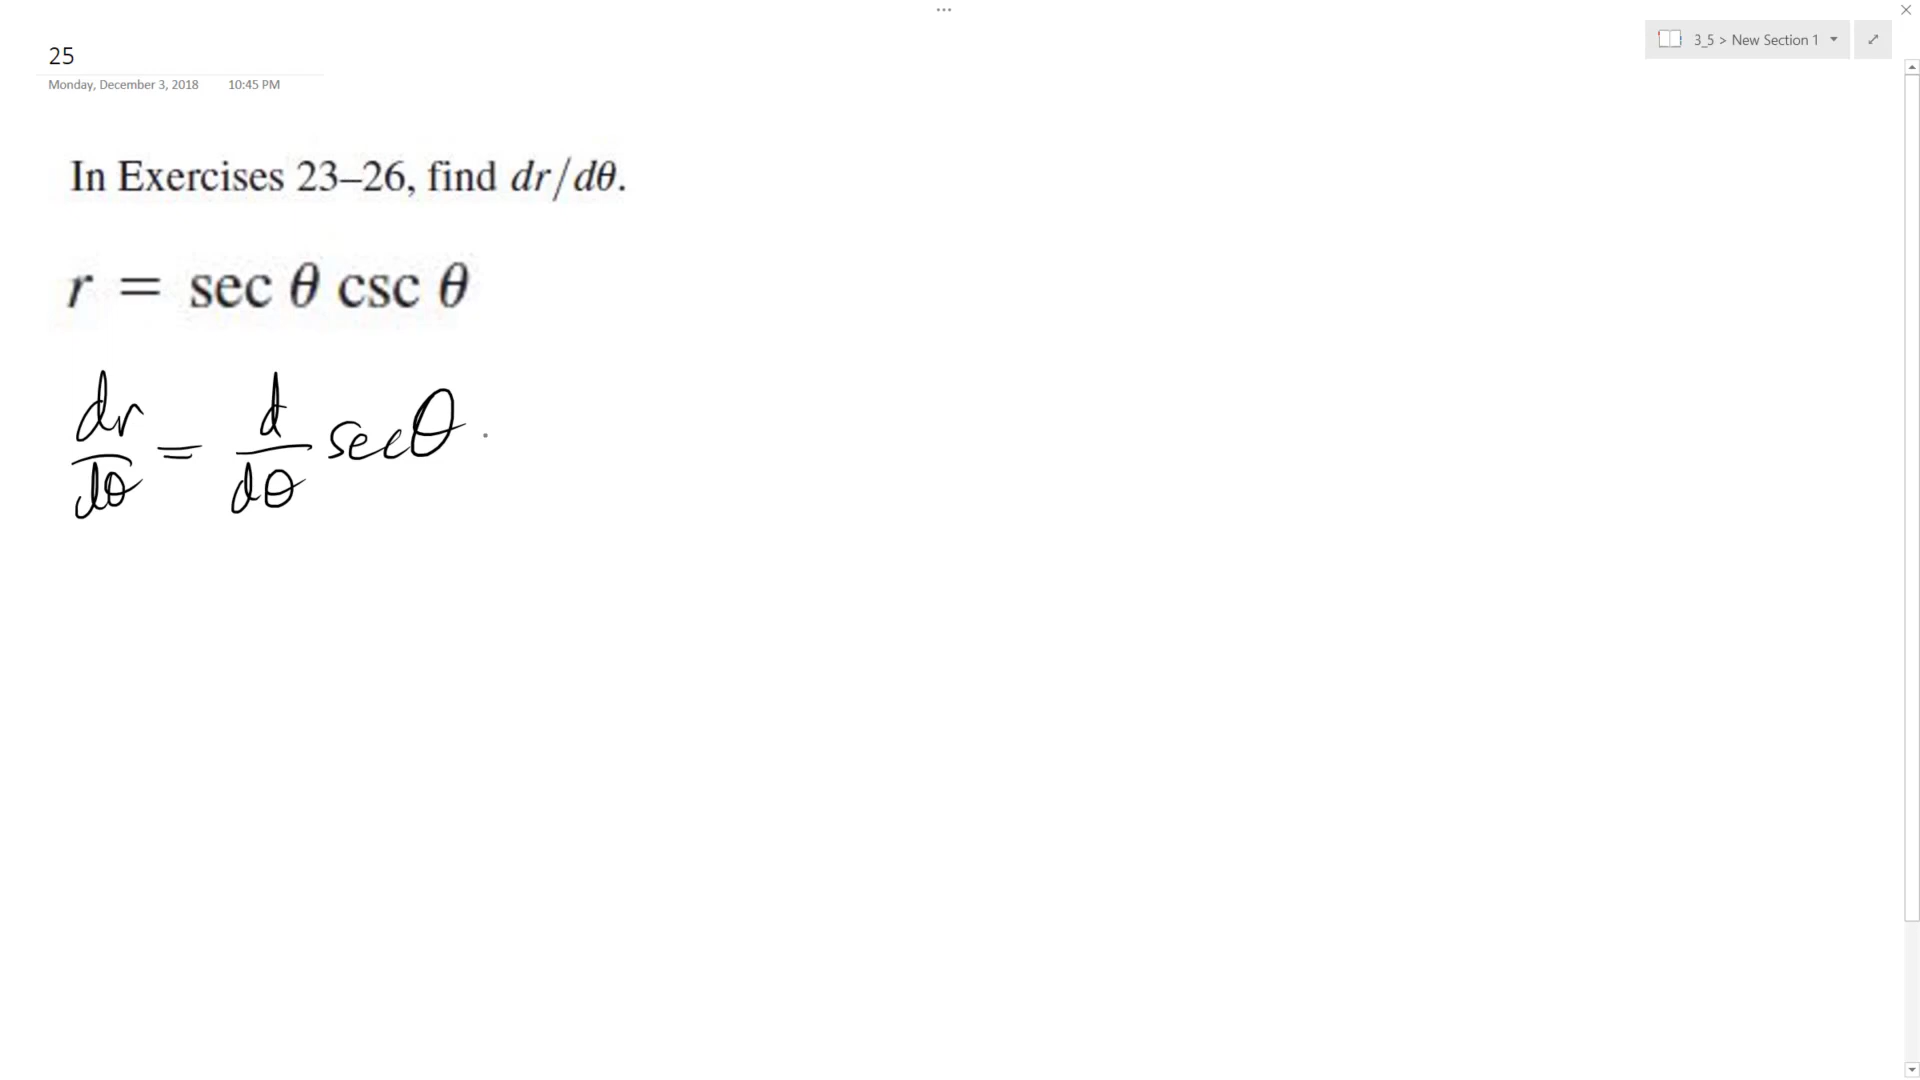 3_5 > New Section 1
25
Monday, December 3, 2018 10:45 PM
In Exercises 23–26, find dr/dθ.
r = sec θ csc θ
dr/dθ = d/dθ secθ ·